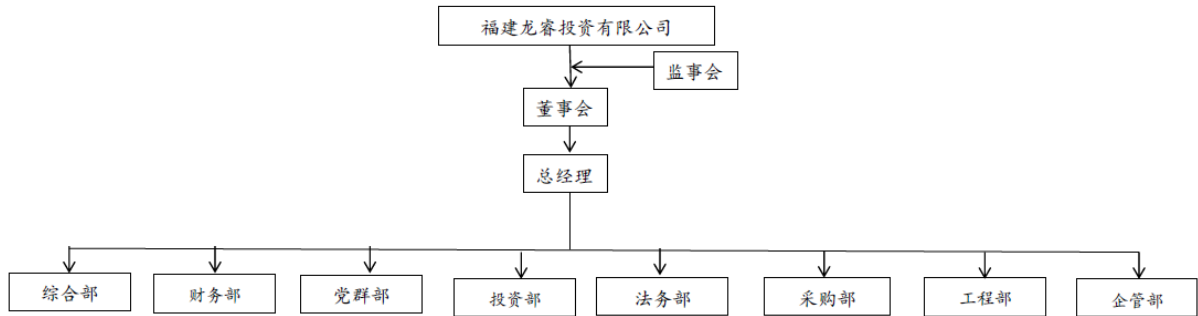 福建龙睿投资有限公司
监事会
董事会
总经理
综合部
财务部
党群部
投资部
法务部
采购部
工程部
企管部